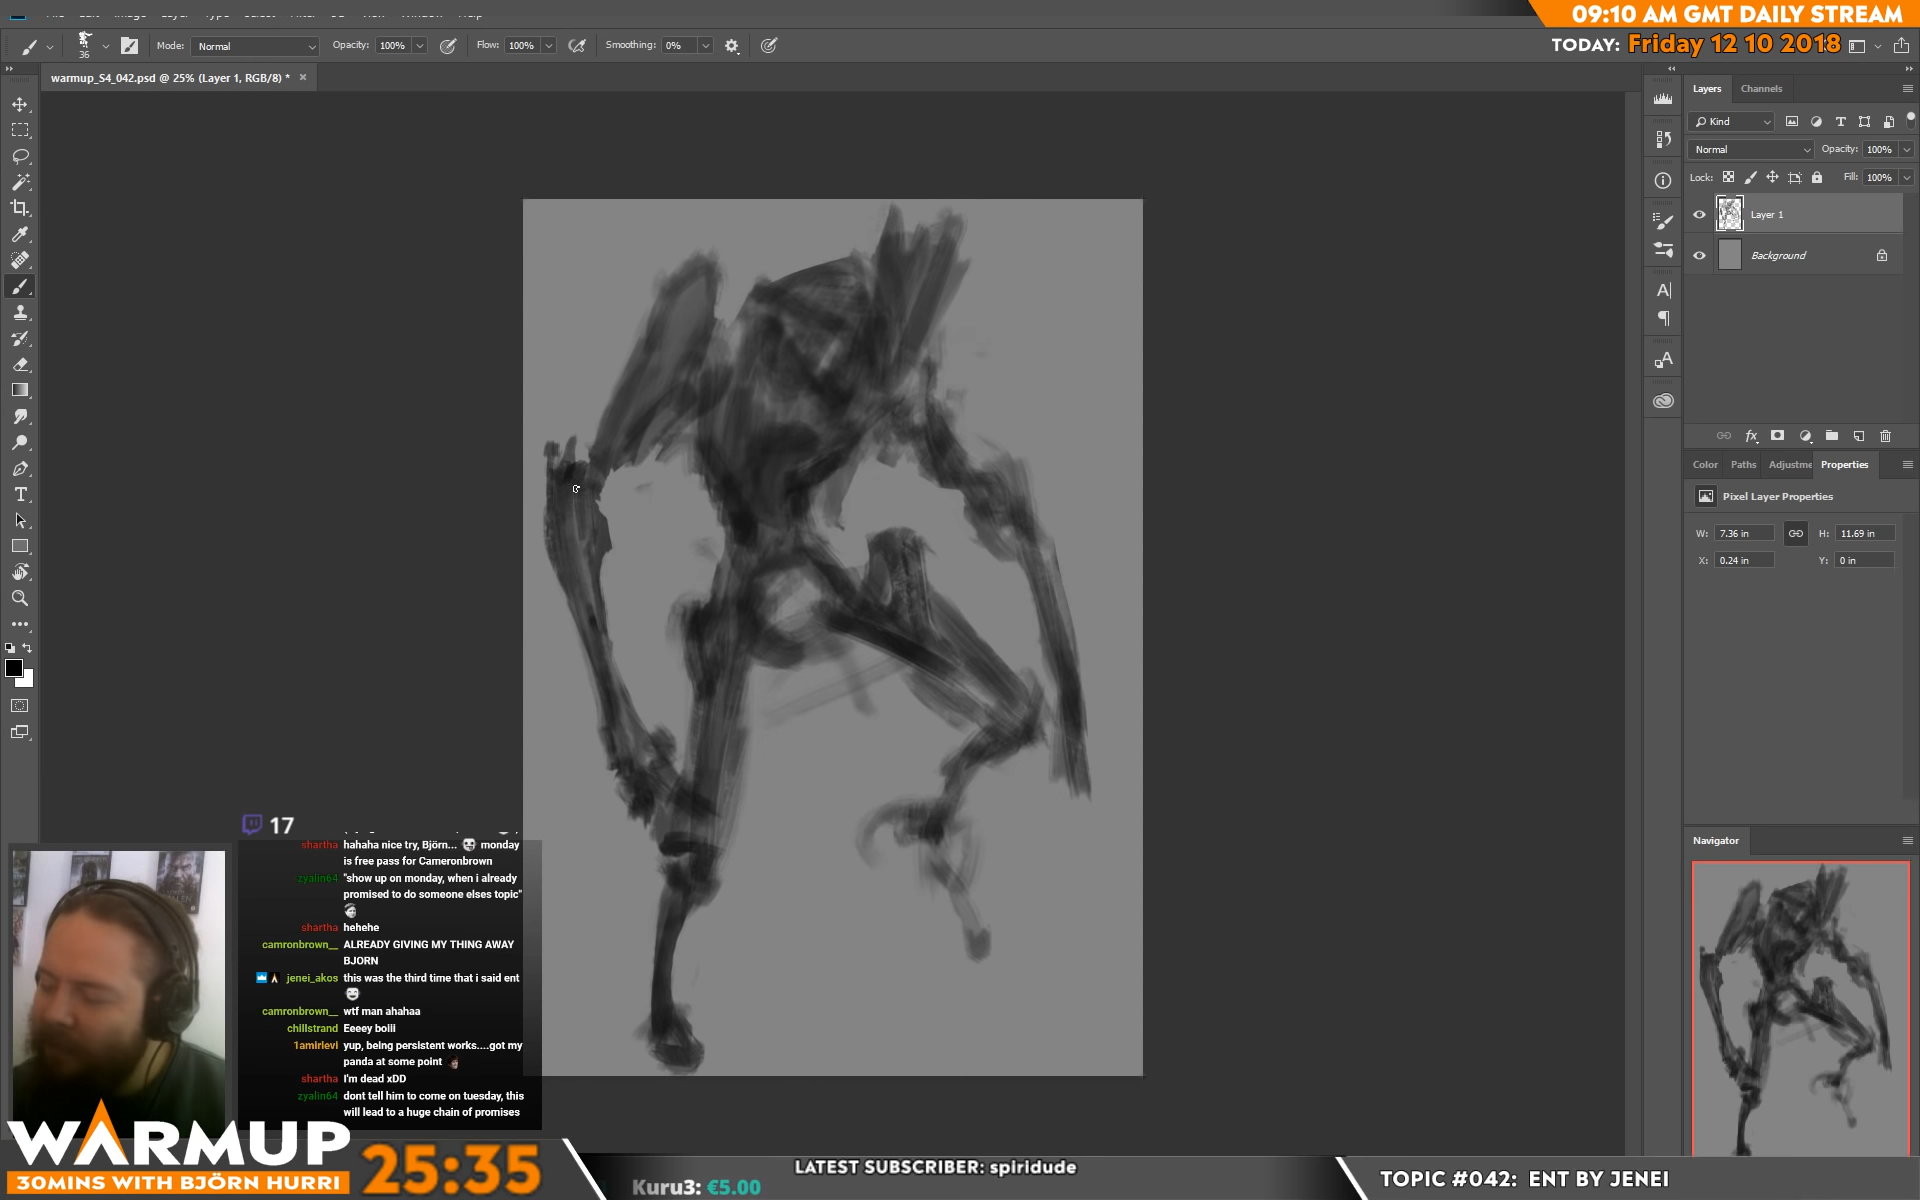 09:10 AM GMT DAILY STREAM
TODAY: Friday 12 10 2018
36
Mode: Normal
Opacity: 100%
Flow: 100%
Smoothing: 0%
warmup_S4_042.psd @ 25% (Layer 1, RGB/8) *
Layers Channels
Kind
Normal
Opacity: 100%
Lock:
Fill: 100%
Layer 1
Background
Color Paths Adjustme Properties
Pixel Layer Properties
W: 7.36 in H: 11.69 in
X: 0.24 in Y: 0 in
Navigator
17
shartha hahaha nice try, Björn... monday
is free pass for Cameronbrown
zyalin64 "show up on monday, when i already
promised to do someone elses topic"
shartha hehehe
camronbrown__ ALREADY GIVING MY THING AWAY
BJORN
jenei_akos this was the third time that i said ent
camronbrown__ wtf man ahahaa
chillstrand Eeeey boiii
1amirlevi yup, being persistent works....got my
panda at some point
shartha I'm dead xDD
zyalin64 dont tell him to come on tuesday, this
will lead to a huge chain of promises
WARMUP
30MINS WITH BJÖRN HURRI
25:35
LATEST SUBSCRIBER: spiridude
Kuru3: €5.00
TOPIC #042: ENT BY JENEI